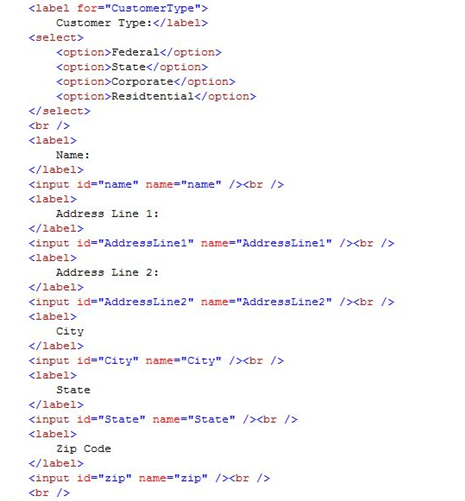 <label for="CustomerType">
    Customer Type:</label>
<select>
    <option>Federal</option>
    <option>State</option>
    <option>Corporate</option>
    <option>Residtential</option>
</select>
<br />
<label>
    Name:
</label>
<input id="name" name="name" /><br />
<label>
    Address Line 1:
</label>
<input id="AddressLine1" name="AddressLine1" /><br />
<label>
    Address Line 2:
</label>
<input id="AddressLine2" name="AddressLine2" /><br />
<label>
    City
</label>
<input id="City" name="City" /><br />
<label>
    State
</label>
<input id="State" name="State" /><br />
<label>
    Zip Code
</label>
<input id="zip" name="zip" /><br />
<br />